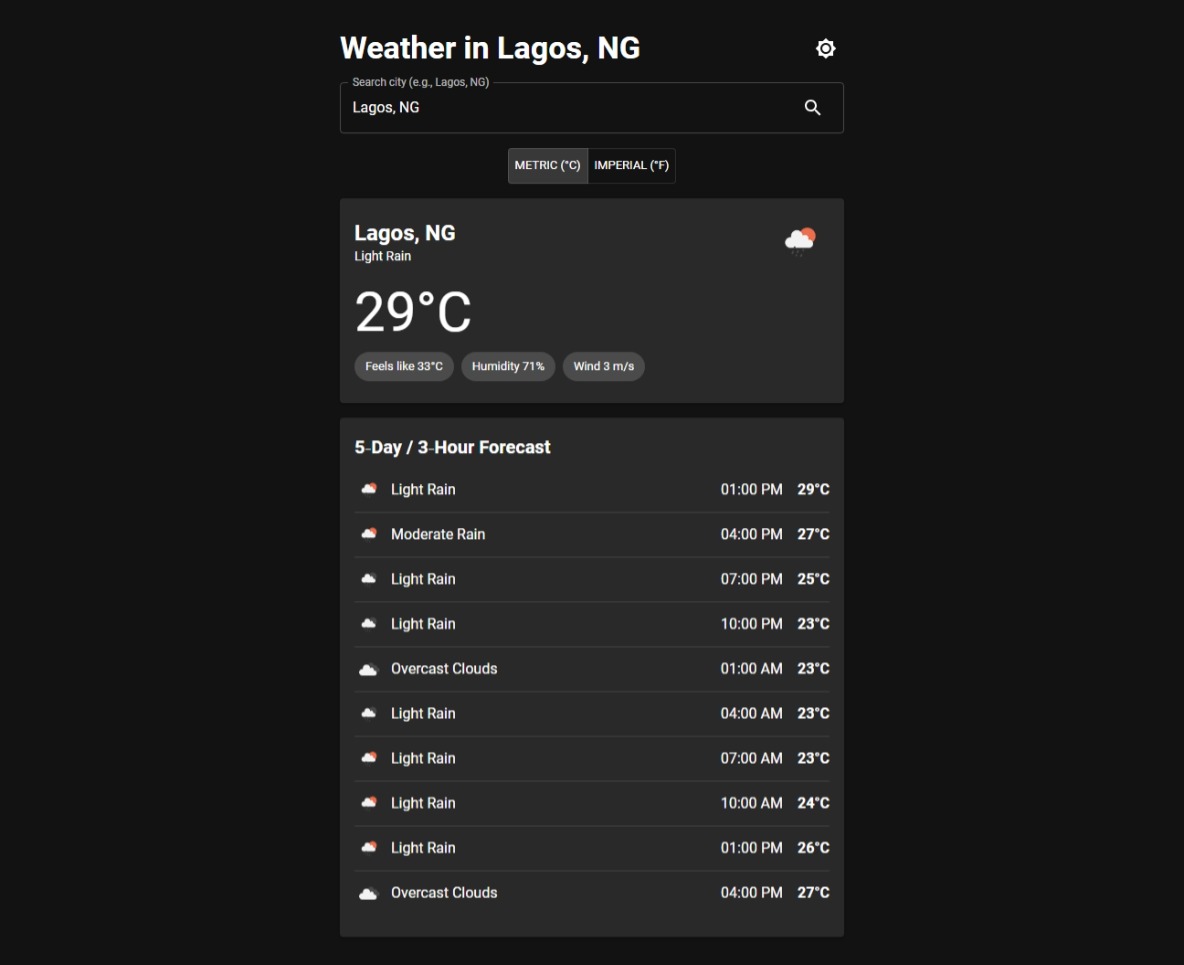 Weather in Lagos, NG
Search city (e.g., Lagos, NG)
Lagos, NG
METRIC (°C) IMPERIAL (°F)
Lagos, NG
Light Rain
29°C
Feels like 33°C Humidity 71% Wind 3 m/s
5-Day / 3-Hour Forecast
Light Rain 01:00 PM 29°C
Moderate Rain 04:00 PM 27°C
Light Rain 07:00 PM 25°C
Light Rain 10:00 PM 23°C
Overcast Clouds 01:00 AM 23°C
Light Rain 04:00 AM 23°C
Light Rain 07:00 AM 23°C
Light Rain 10:00 AM 24°C
Light Rain 01:00 PM 26°C
Overcast Clouds 04:00 PM 27°C